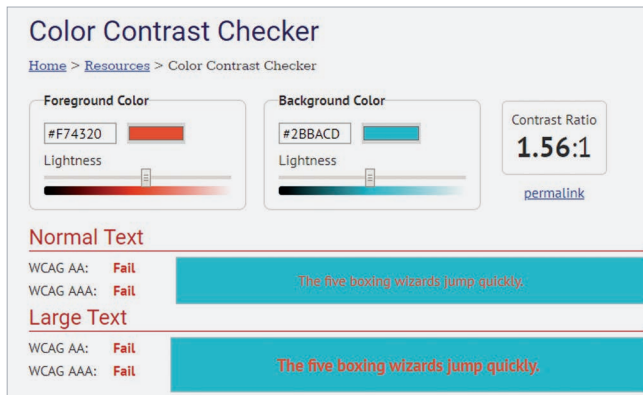 Color Contrast Checker
Home > Resources > Color Contrast Checker
Foreground Color
#F74320
Lightness
Background Color
#2BBACD
Lightness
Contrast Ratio
1.56:1
permalink
Normal Text
WCAG AA: Fail
WCAG AAA: Fail
The five boxing wizards jump quickly.
Large Text
WCAG AA: Fail
WCAG AAA: Fail
The five boxing wizards jump quickly.